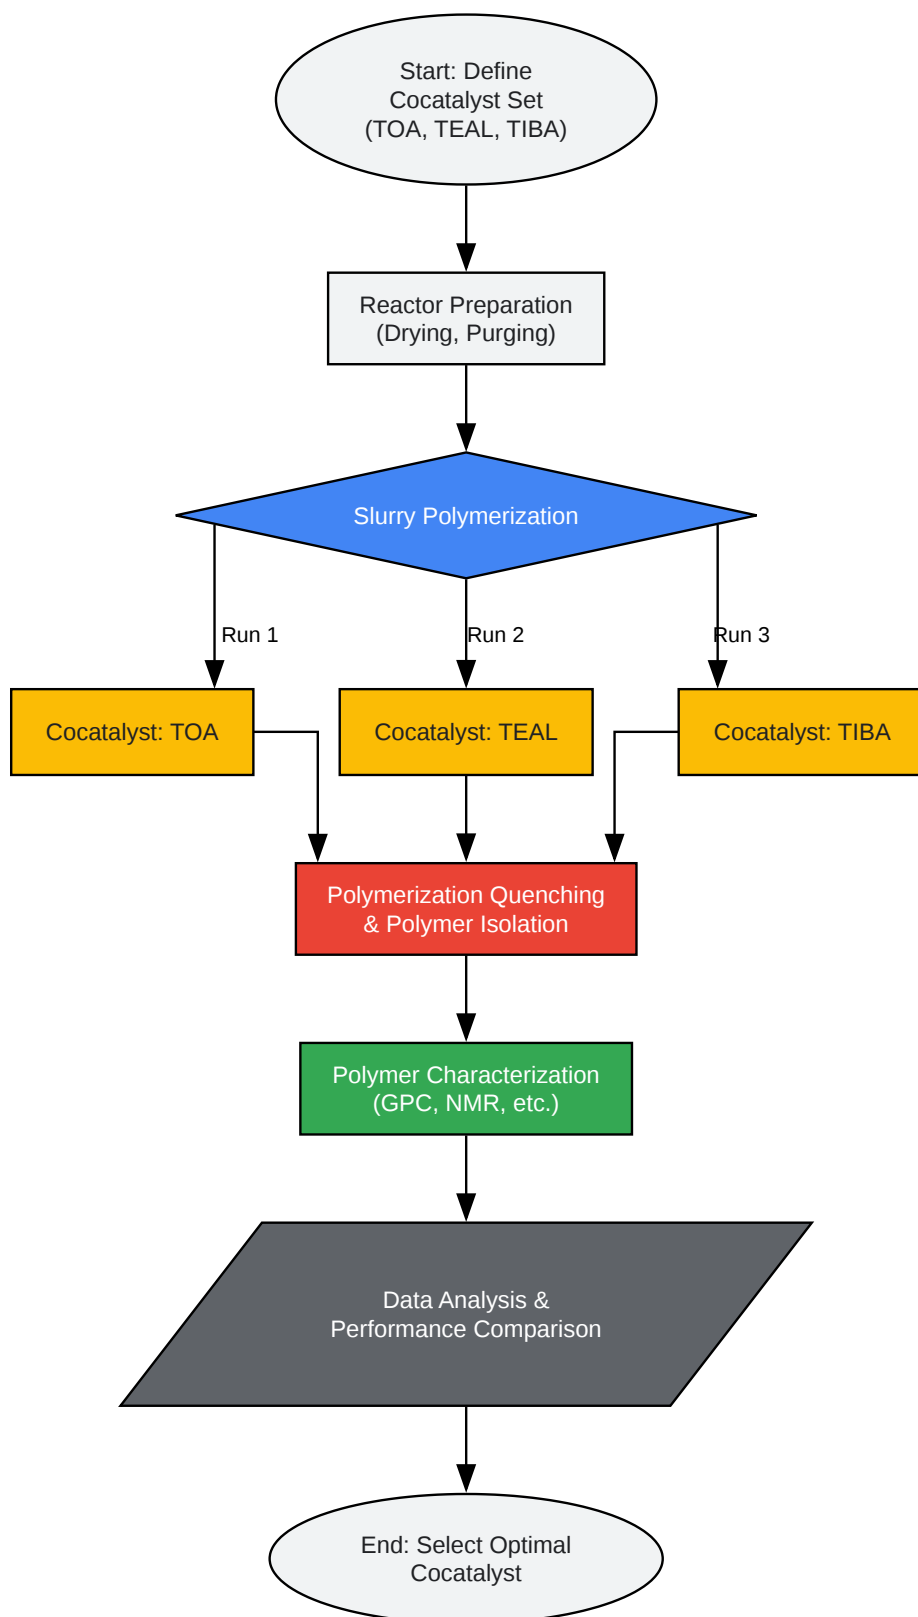 Start: Define
Cocatalyst Set
(TOA, TEAL, TIBA)
Reactor Preparation
(Drying, Purging)
Slurry Polymerization
Run 1
Run 2
Run 3
Cocatalyst: TOA
Cocatalyst: TEAL
Cocatalyst: TIBA
Polymerization Quenching
& Polymer Isolation
Polymer Characterization
(GPC, NMR, etc.)
Data Analysis &
Performance Comparison
End: Select Optimal
Cocatalyst